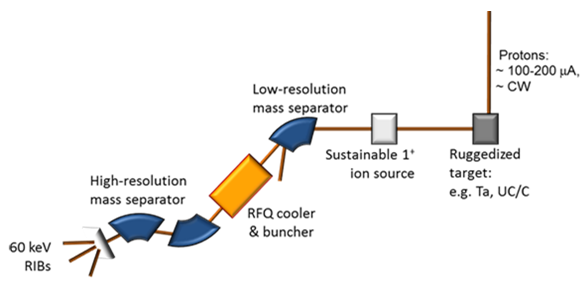 Protons:
~ 100-200 µA,
~ CW
Low-resolution
mass separator
Sustainable 1⁺
ion source
Ruggedized
target:
e.g. Ta, UC/C
High-resolution
mass separator
RFQ cooler
& buncher
60 keV
RIBs